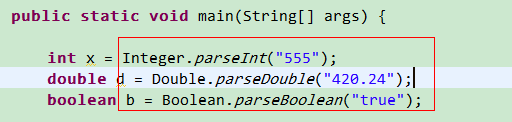 public static void main(String[] args) {
int x = Integer.parseInt("555");
double d = Double.parseDouble("420.24");
boolean b = Boolean.parseBoolean("true");